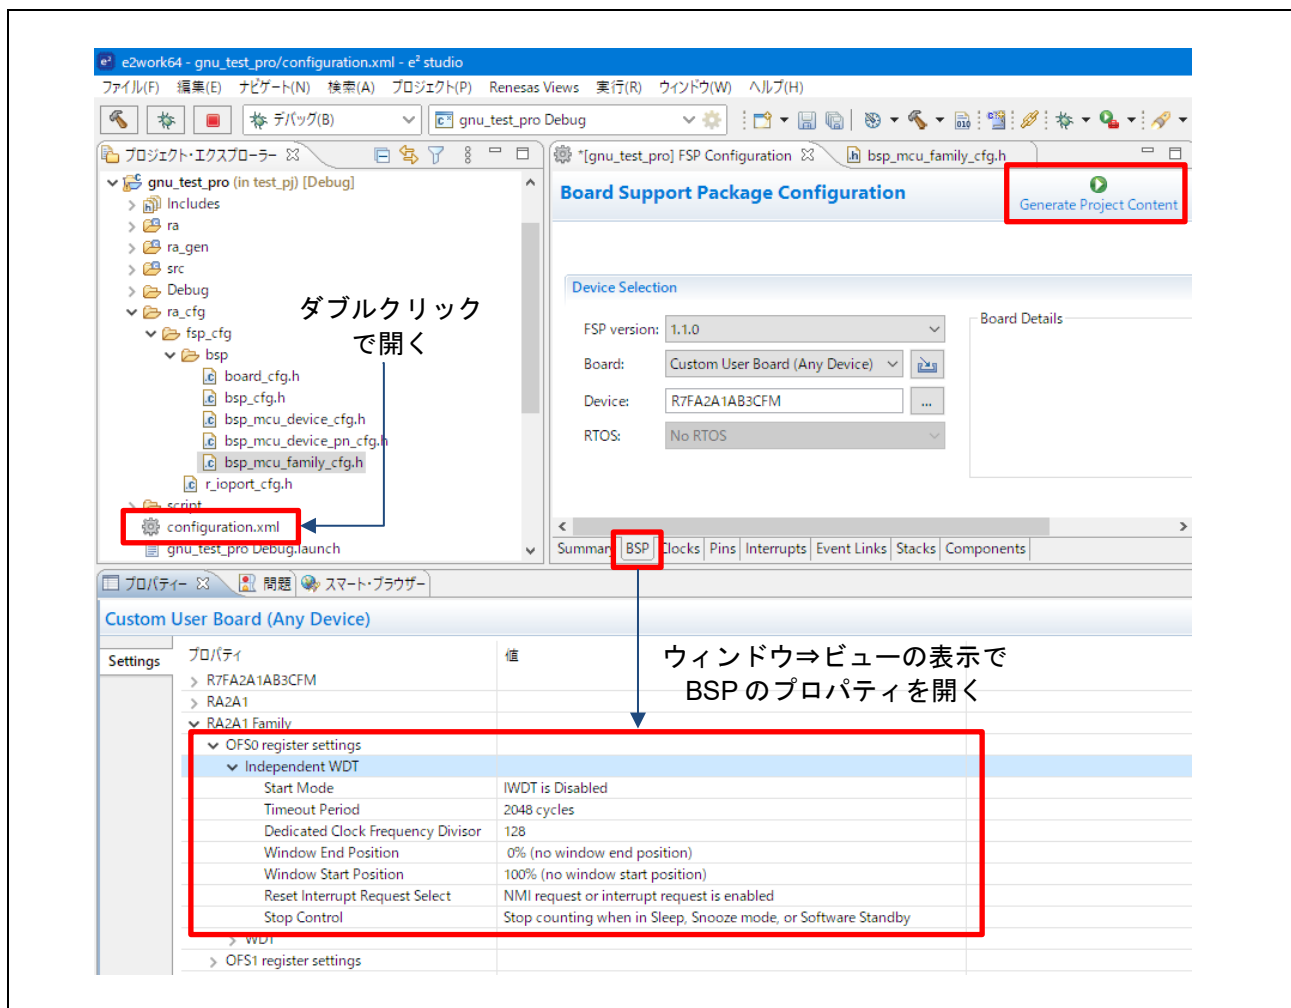 e2work64 - gnu_test_pro/configuration.xml - e² studio
ファイル(F) 編集(E) ナビゲート(N) 検索(A) プロジェクト(P) Renesas Views 実行(R) ウィンドウ(W) ヘルプ(H)
デバッグ(B) gnu_test_pro Debug
プロジェクト・エクスプローラー
*[gnu_test_pro] FSP Configuration bsp_mcu_family_cfg.h
gnu_test_pro (in test_pj) [Debug]
Includes
ra
ra_gen
src
Debug
ra_cfg
fsp_cfg
bsp
board_cfg.h
bsp_cfg.h
bsp_mcu_device_cfg.h
bsp_mcu_device_pn_cfg.h
bsp_mcu_family_cfg.h
r_ioport_cfg.h
script
configuration.xml
gnu_test_pro Debug.launch
ダブルクリック
で開く
Board Support Package Configuration
Generate Project Content
Device Selection
FSP version: 1.1.0
Board: Custom User Board (Any Device)
Device: R7FA2A1AB3CFM ...
RTOS: No RTOS
Board Details
Summary BSP Clocks Pins Interrupts Event Links Stacks Components
プロパティー 問題 スマート・ブラウザー
Custom User Board (Any Device)
Settings
プロパティ 値
R7FA2A1AB3CFM
RA2A1
RA2A1 Family
OFS0 register settings
Independent WDT
Start Mode IWDT is Disabled
Timeout Period 2048 cycles
Dedicated Clock Frequency Divisor 128
Window End Position 0% (no window end position)
Window Start Position 100% (no window start position)
Reset Interrupt Request Select NMI request or interrupt request is enabled
Stop Control Stop counting when in Sleep, Snooze mode, or Software Standby
WDT
OFS1 register settings
ウィンドウ⇒ビューの表示で
BSP のプロパティを開く